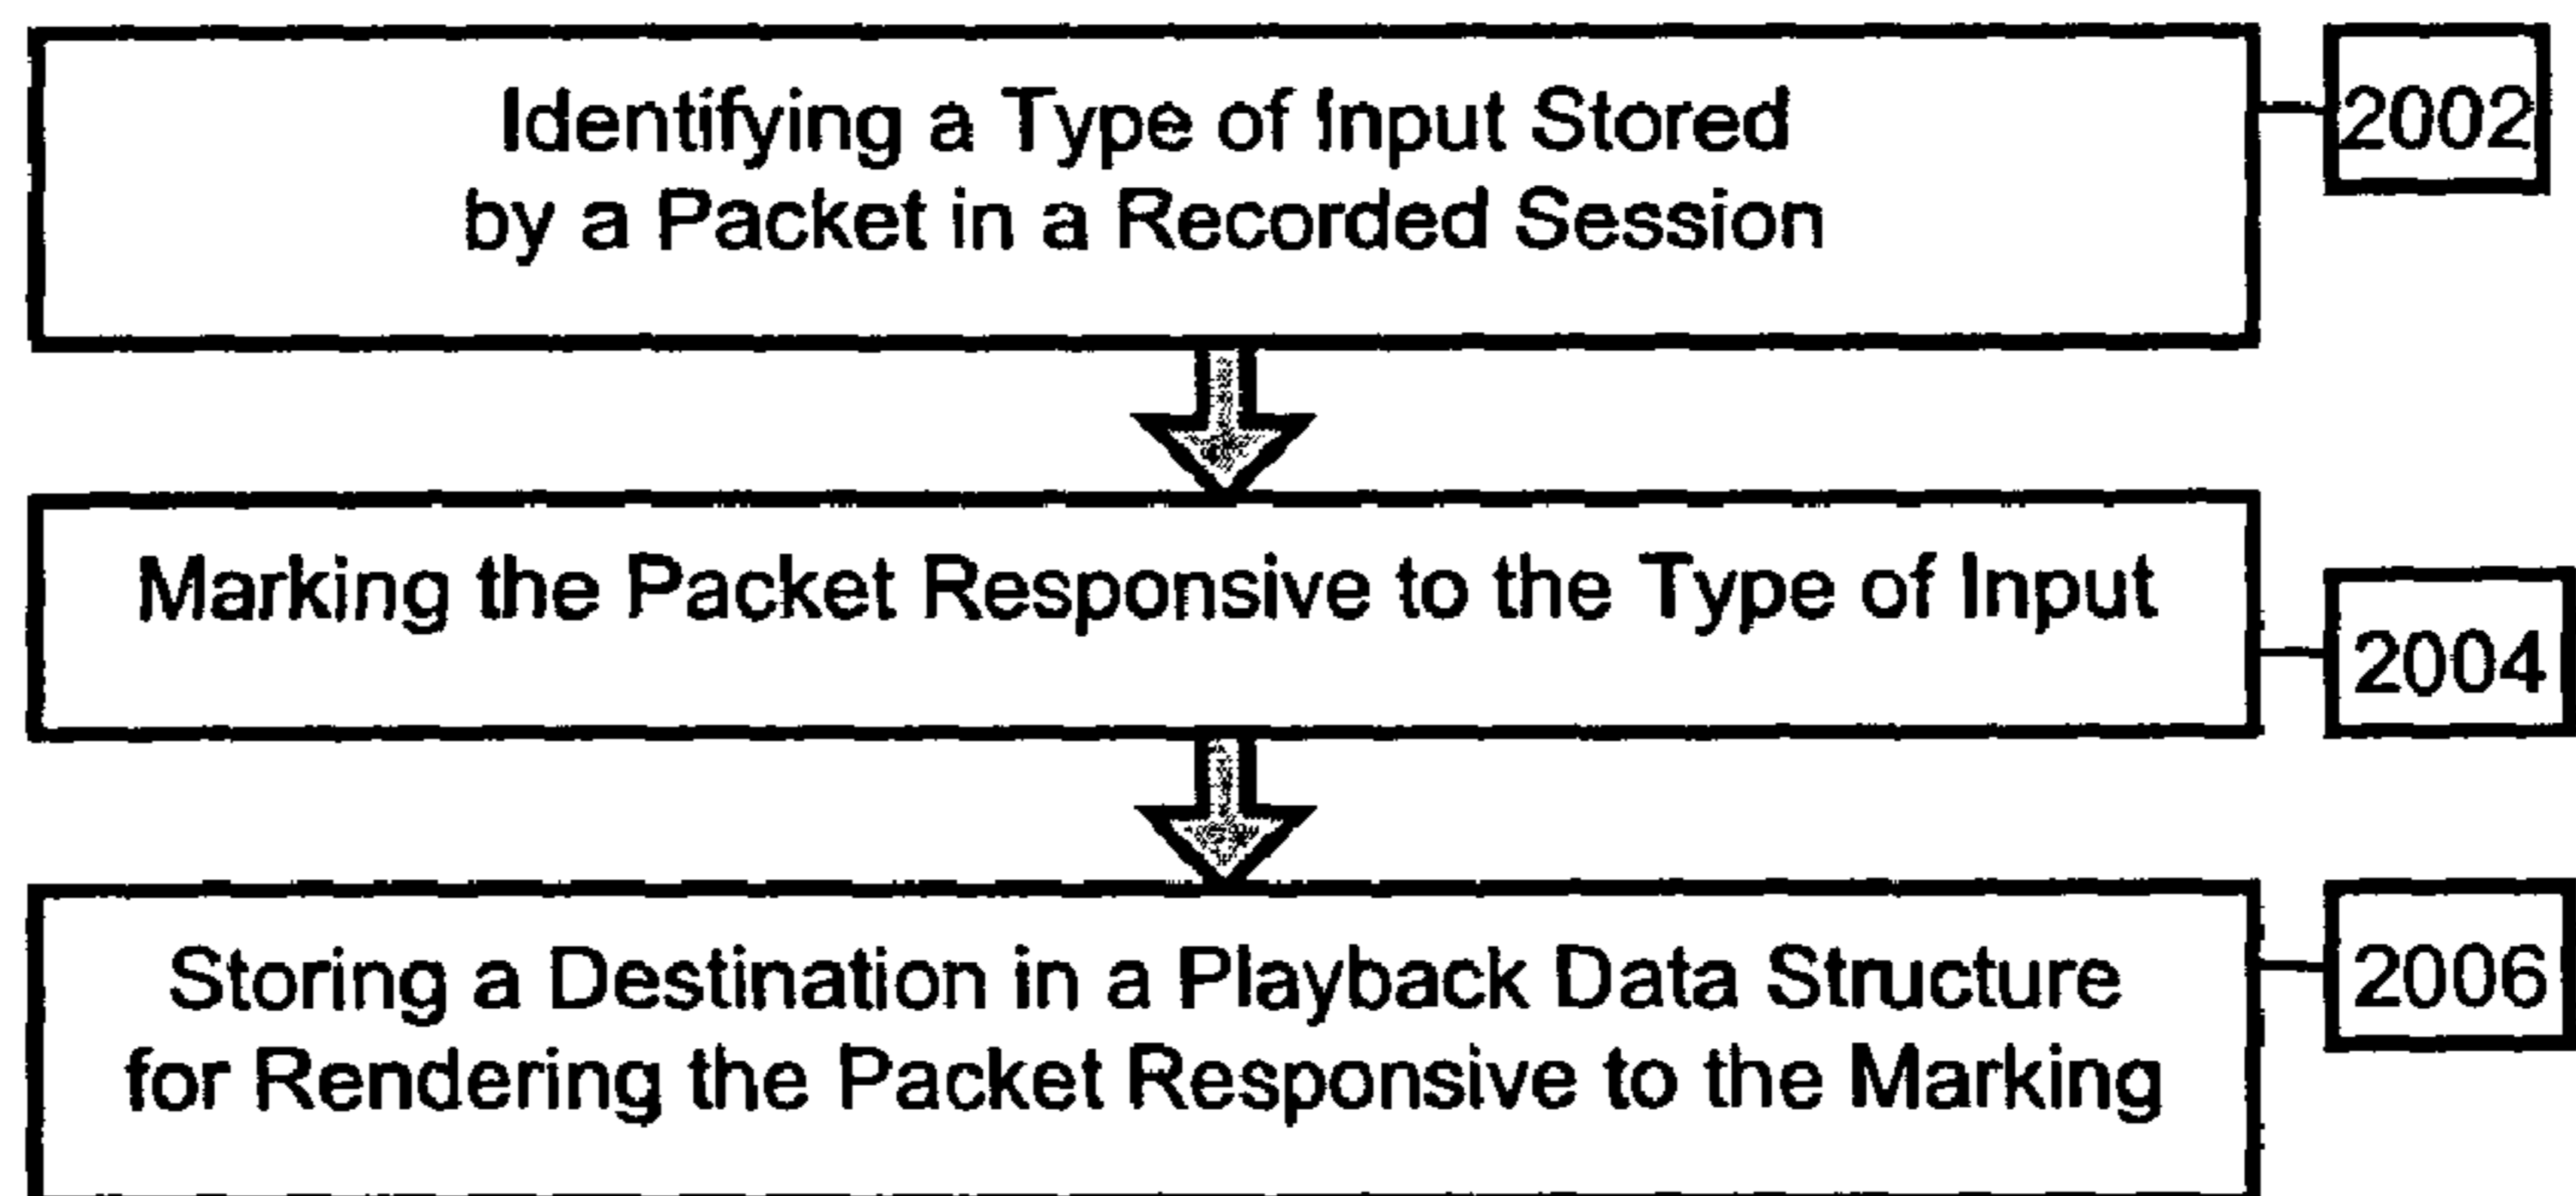 Identifying a Type of Input Stored
by a Packet in a Recorded Session
2002
Marking the Packet Responsive to the Type of Input
2004
Storing a Destination in a Playback Data Structure
for Rendering the Packet Responsive to the Marking
2006